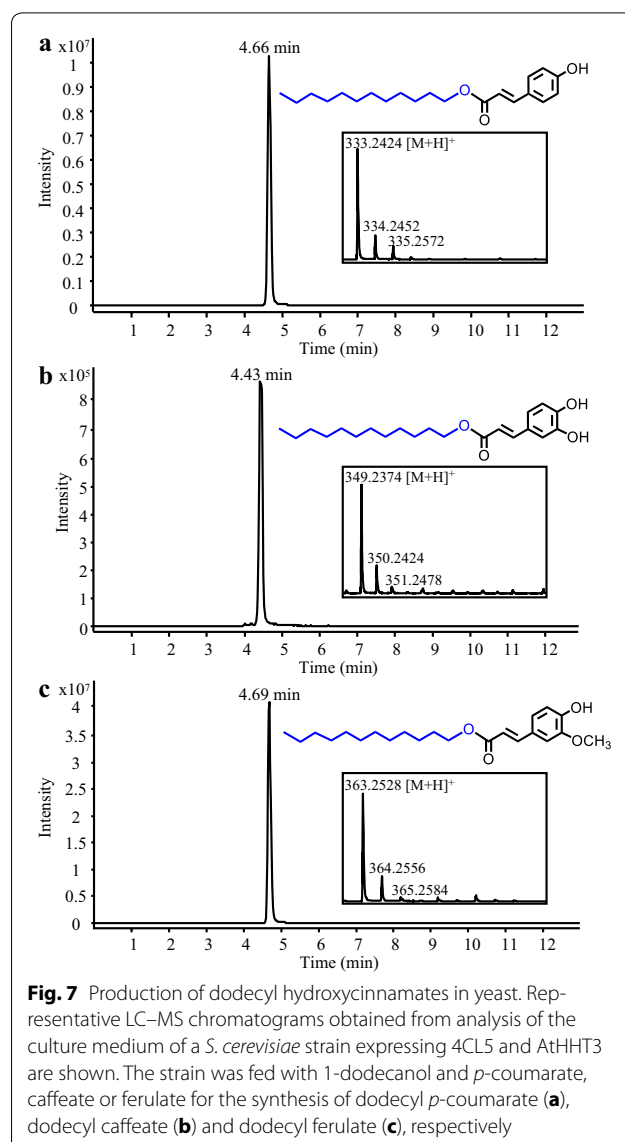 a
x10⁷
4.66 min
1
0.9
0.8
0.7
0.6
0.5
0.4
0.3
0.2
0.1
0
Intensity
O
O
OH
333.2424 [M+H]⁺
334.2452
335.2572
1 2 3 4 5 6 7 8 9 10 11 12
Time (min)
b
x10⁵
4.43 min
8
7
6
5
4
3
2
1
0
Intensity
O
O
OH
OH
349.2374 [M+H]⁺
350.2424
351.2478
1 2 3 4 5 6 7 8 9 10 11 12
Time (min)
c
x10⁷
4.69 min
4
3.5
3
2.5
2
1.5
1
0.5
0
Intensity
O
O
OH
OCH₃
363.2528 [M+H]⁺
364.2556
365.2584
1 2 3 4 5 6 7 8 9 10 11 12
Time (min)
Fig. 7 Production of dodecyl hydroxycinnamates in yeast. Rep-
resentative LC–MS chromatograms obtained from analysis of the
culture medium of a S. cerevisiae strain expressing 4CL5 and AtHHT3
are shown. The strain was fed with 1-dodecanol and p-coumarate,
caffeate or ferulate for the synthesis of dodecyl p-coumarate (a),
dodecyl caffeate (b) and dodecyl ferulate (c), respectively